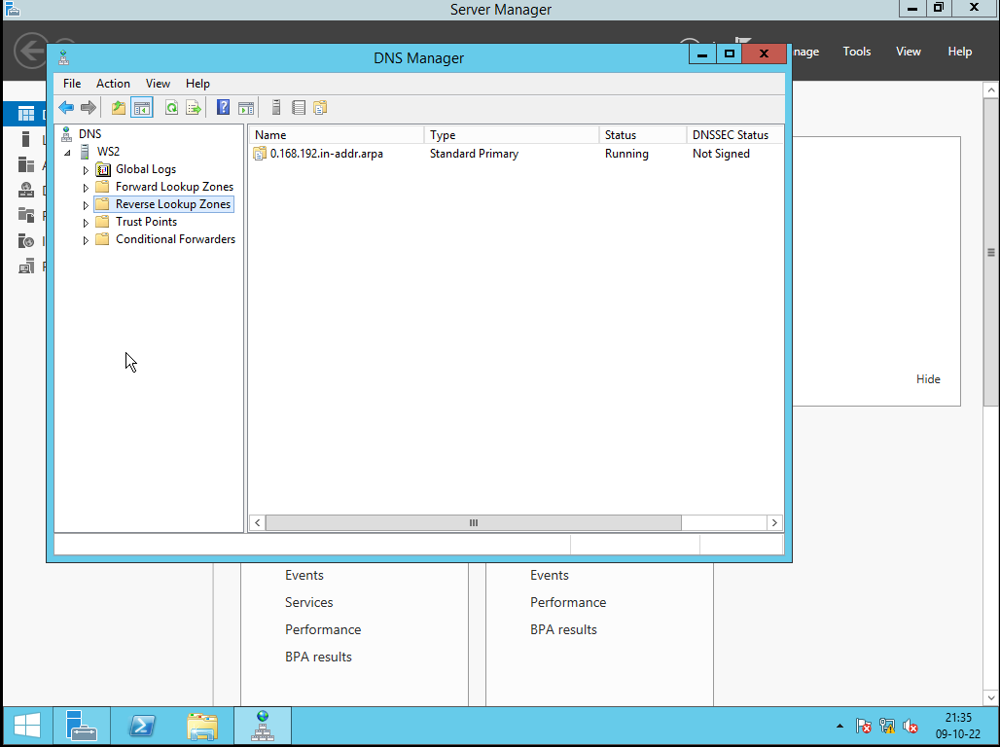 Server Manager
nage Tools View Help
DNS Manager
File Action View Help
DNS
WS2
Global Logs
Forward Lookup Zones
Reverse Lookup Zones
Trust Points
Conditional Forwarders
Name Type Status DNSSEC Status
0.168.192.in-addr.arpa Standard Primary Running Not Signed
Hide
Events
Services
Performance
BPA results
Events
Performance
BPA results
21:35
09-10-22